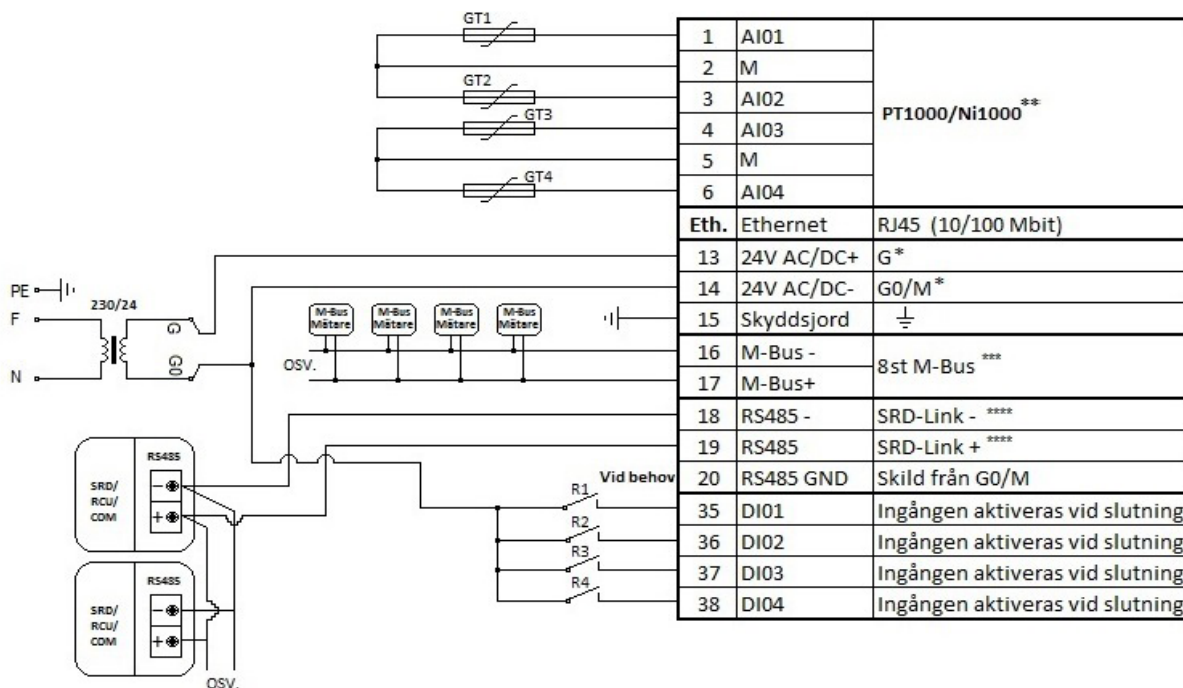 GT1
GT2
GT3
GT4
1 AI01
2 M
3 AI02
PT1000/Ni1000**
4 AI03
5 M
6 AI04
Eth. Ethernet RJ45 (10/100 Mbit)
13 24V AC/DC+ G*
14 24V AC/DC- G0/M*
15 Skyddsjord
16 M-Bus -
8st M-Bus ***
17 M-Bus+
18 RS485 - SRD-Link - ****
19 RS485 SRD-Link + ****
20 RS485 GND Skild från G0/M
35 DI01 Ingången aktiveras vid slutning
36 DI02 Ingången aktiveras vid slutning
37 DI03 Ingången aktiveras vid slutning
38 DI04 Ingången aktiveras vid slutning
PE
F
N
230/24
G
G0
M-Bus
Mätare
M-Bus
Mätare
M-Bus
Mätare
M-Bus
Mätare
OSV.
Vid behov
R1
R2
R3
R4
RS485
SRD/
RCU/
COM
−
+
RS485
SRD/
RCU/
COM
−
+
OSV.